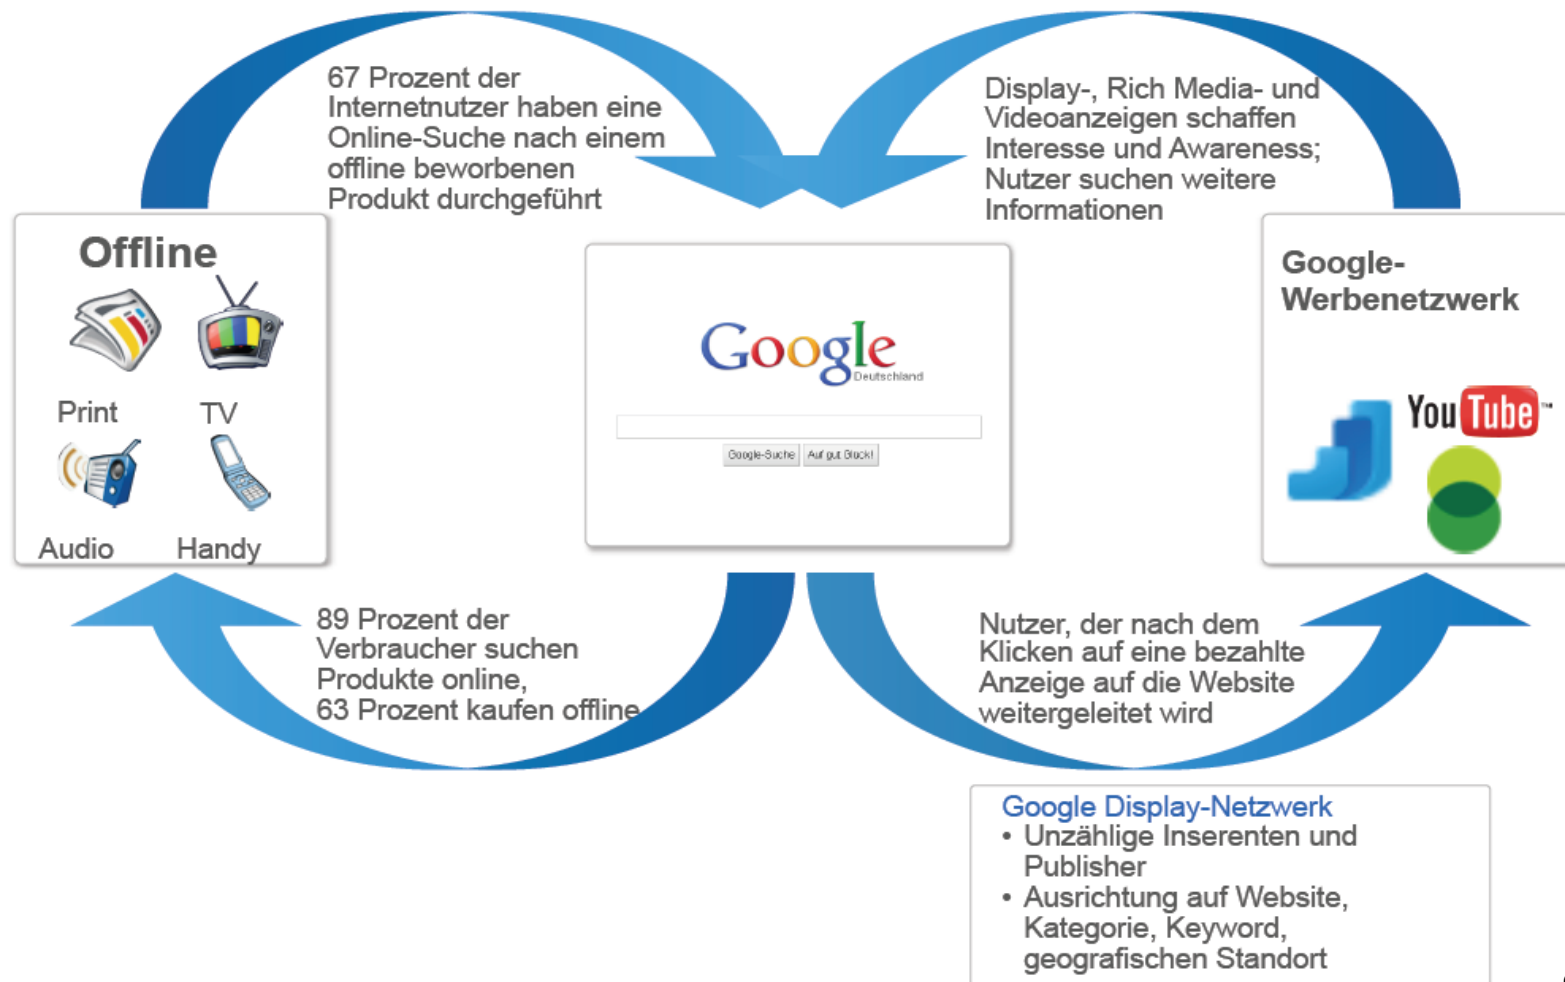 67 Prozent der
Internetnutzer haben eine
Online-Suche nach einem
offline beworbenen
Produkt durchgeführt
Display-, Rich Media- und
Videoanzeigen schaffen
Interesse und Awareness;
Nutzer suchen weitere
Informationen
Offline
Print
TV
Audio
Handy
Google
Deutschland
Google-Suche
Auf gut Glück!
Google-
Werbenetzwerk
YouTube™
89 Prozent der
Verbraucher suchen
Produkte online,
63 Prozent kaufen offline
Nutzer, der nach dem
Klicken auf eine bezahlte
Anzeige auf die Website
weitergeleitet wird
Google Display-Netzwerk
• Unzählige Inserenten und
Publisher
• Ausrichtung auf Website,
Kategorie, Keyword,
geografischen Standort